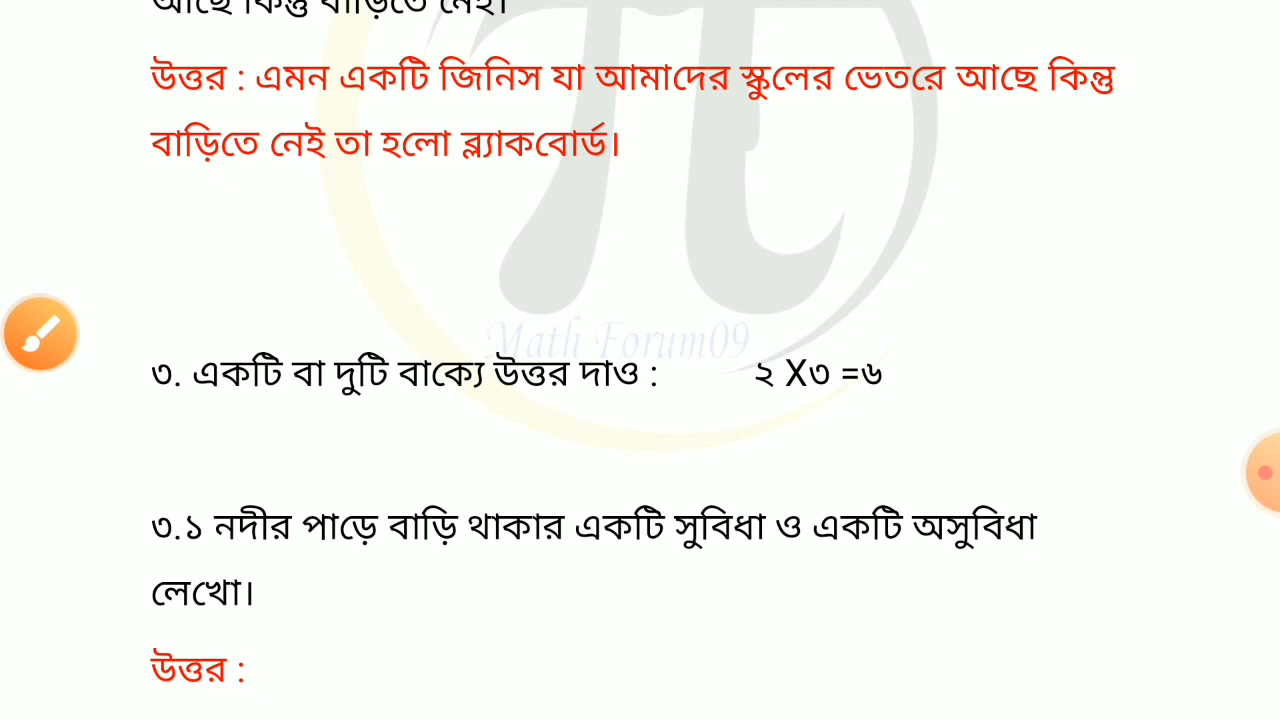 আছে কিন্তু বাড়িতে নেই।
উত্তর : এমন একটি জিনিস যা আমাদের স্কুলের ভেতরে আছে কিন্তু
বাড়িতে নেই তা হলো ব্ল্যাকবোর্ড।
Math Forum09
৩. একটি বা দুটি বাক্যে উত্তর দাও : ২ X৩ =৬
৩.১ নদীর পাড়ে বাড়ি থাকার একটি সুবিধা ও একটি অসুবিধা
লেখো।
উত্তর :